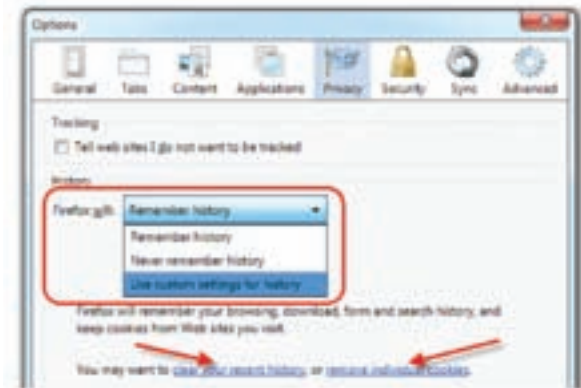 Options
General Tabs Content Applications Privacy Security Sync Advanced
Tracking
Tell web sites I do not want to be tracked
History
Firefox will: Remember history
Remember history
Never remember history
Use custom settings for history
Firefox will remember your browsing, download, form and search history, and
keep cookies from Web sites you visit.
You may want to clear your recent history, or remove individual cookies.